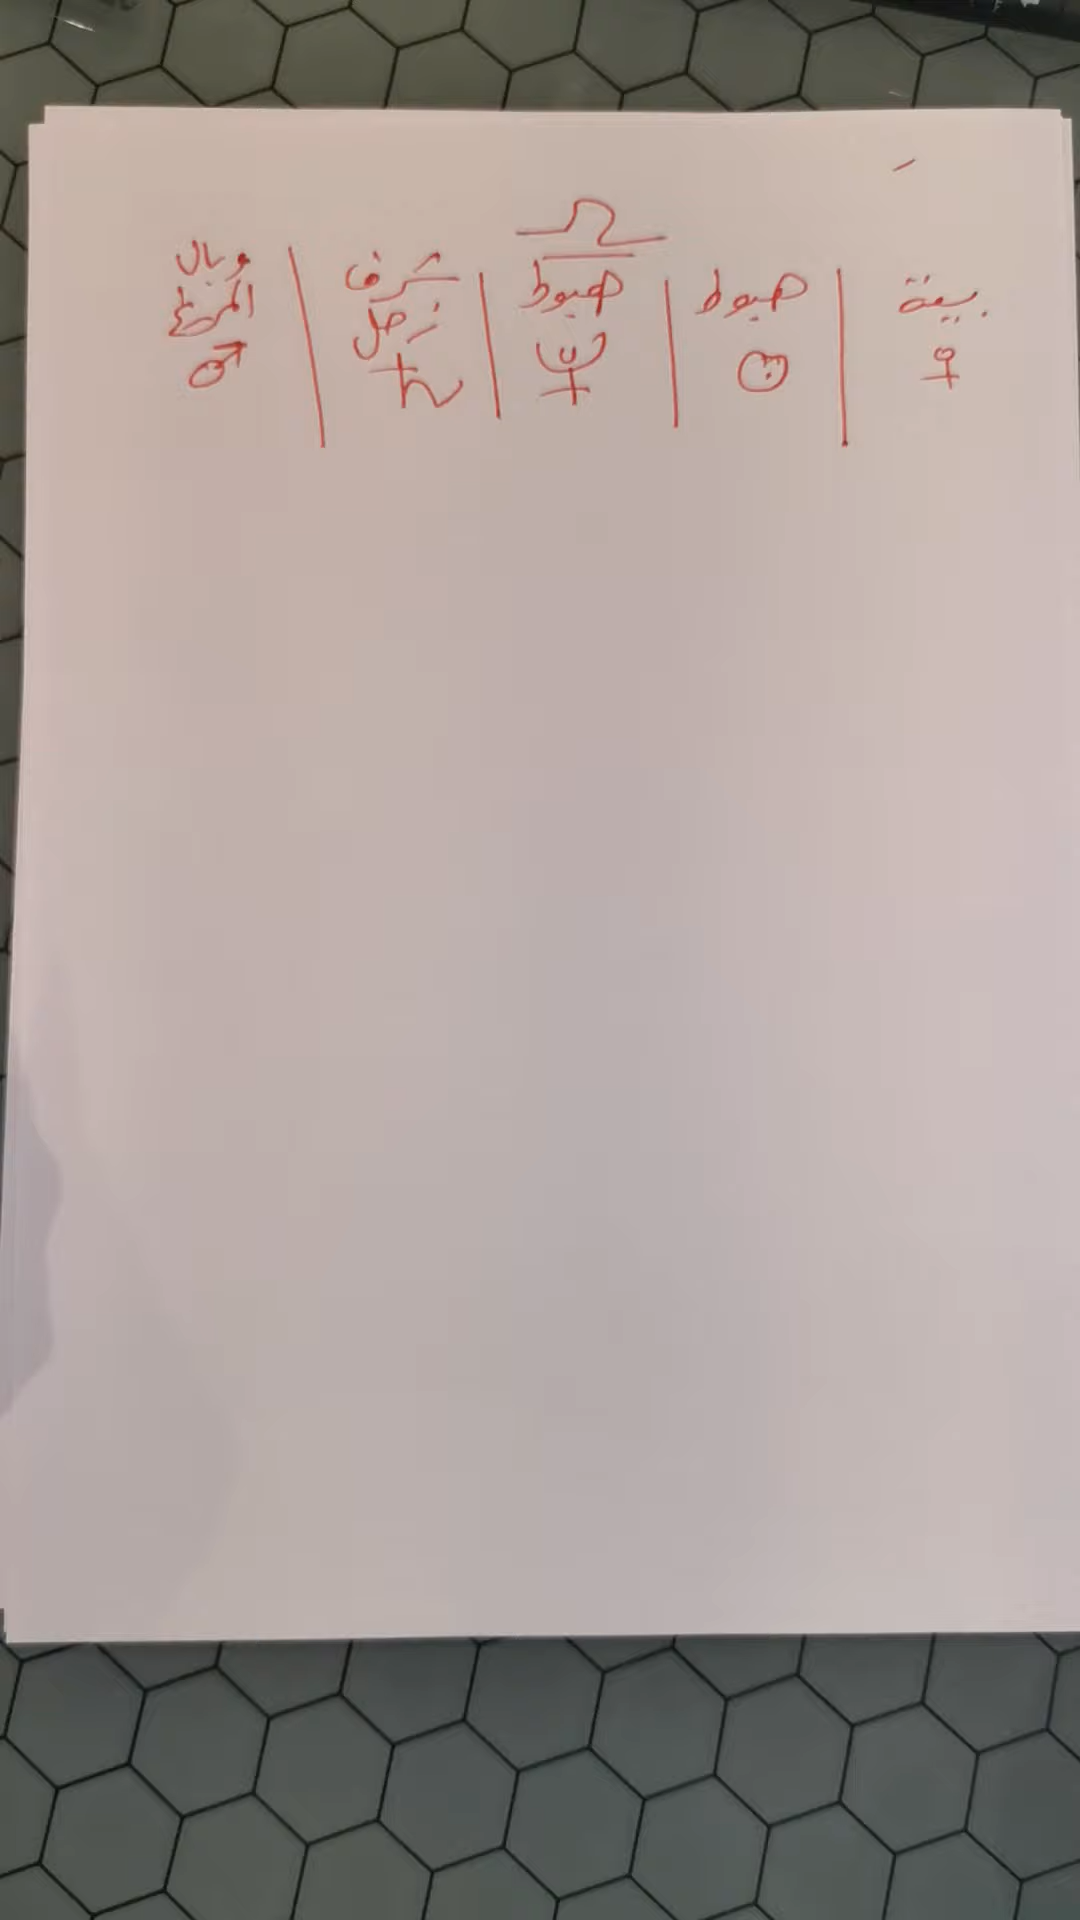 ♎
بيته ♀
هبوط ☉
هبوط ☿
شرف زحل ♄
وبال المريخ ♂